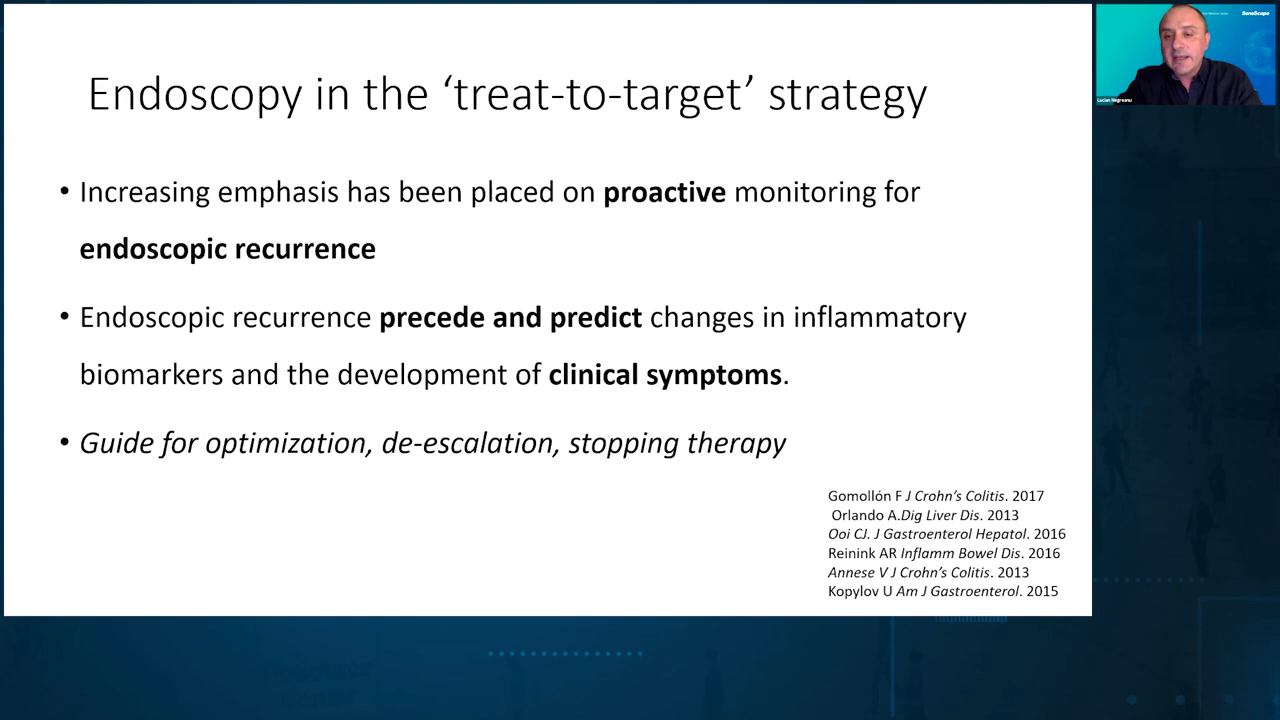 Endoscopy in the ‘treat-to-target’ strategy
• Increasing emphasis has been placed on proactive monitoring for
endoscopic recurrence
• Endoscopic recurrence precede and predict changes in inflammatory
biomarkers and the development of clinical symptoms.
• Guide for optimization, de-escalation, stopping therapy
Gomollón F J Crohn’s Colitis. 2017
Orlando A.Dig Liver Dis. 2013
Ooi CJ. J Gastroenterol Hepatol. 2016
Reinink AR Inflamm Bowel Dis. 2016
Annese V J Crohn’s Colitis. 2013
Kopylov U Am J Gastroenterol. 2015
SonoScape
Lucian Negreanu